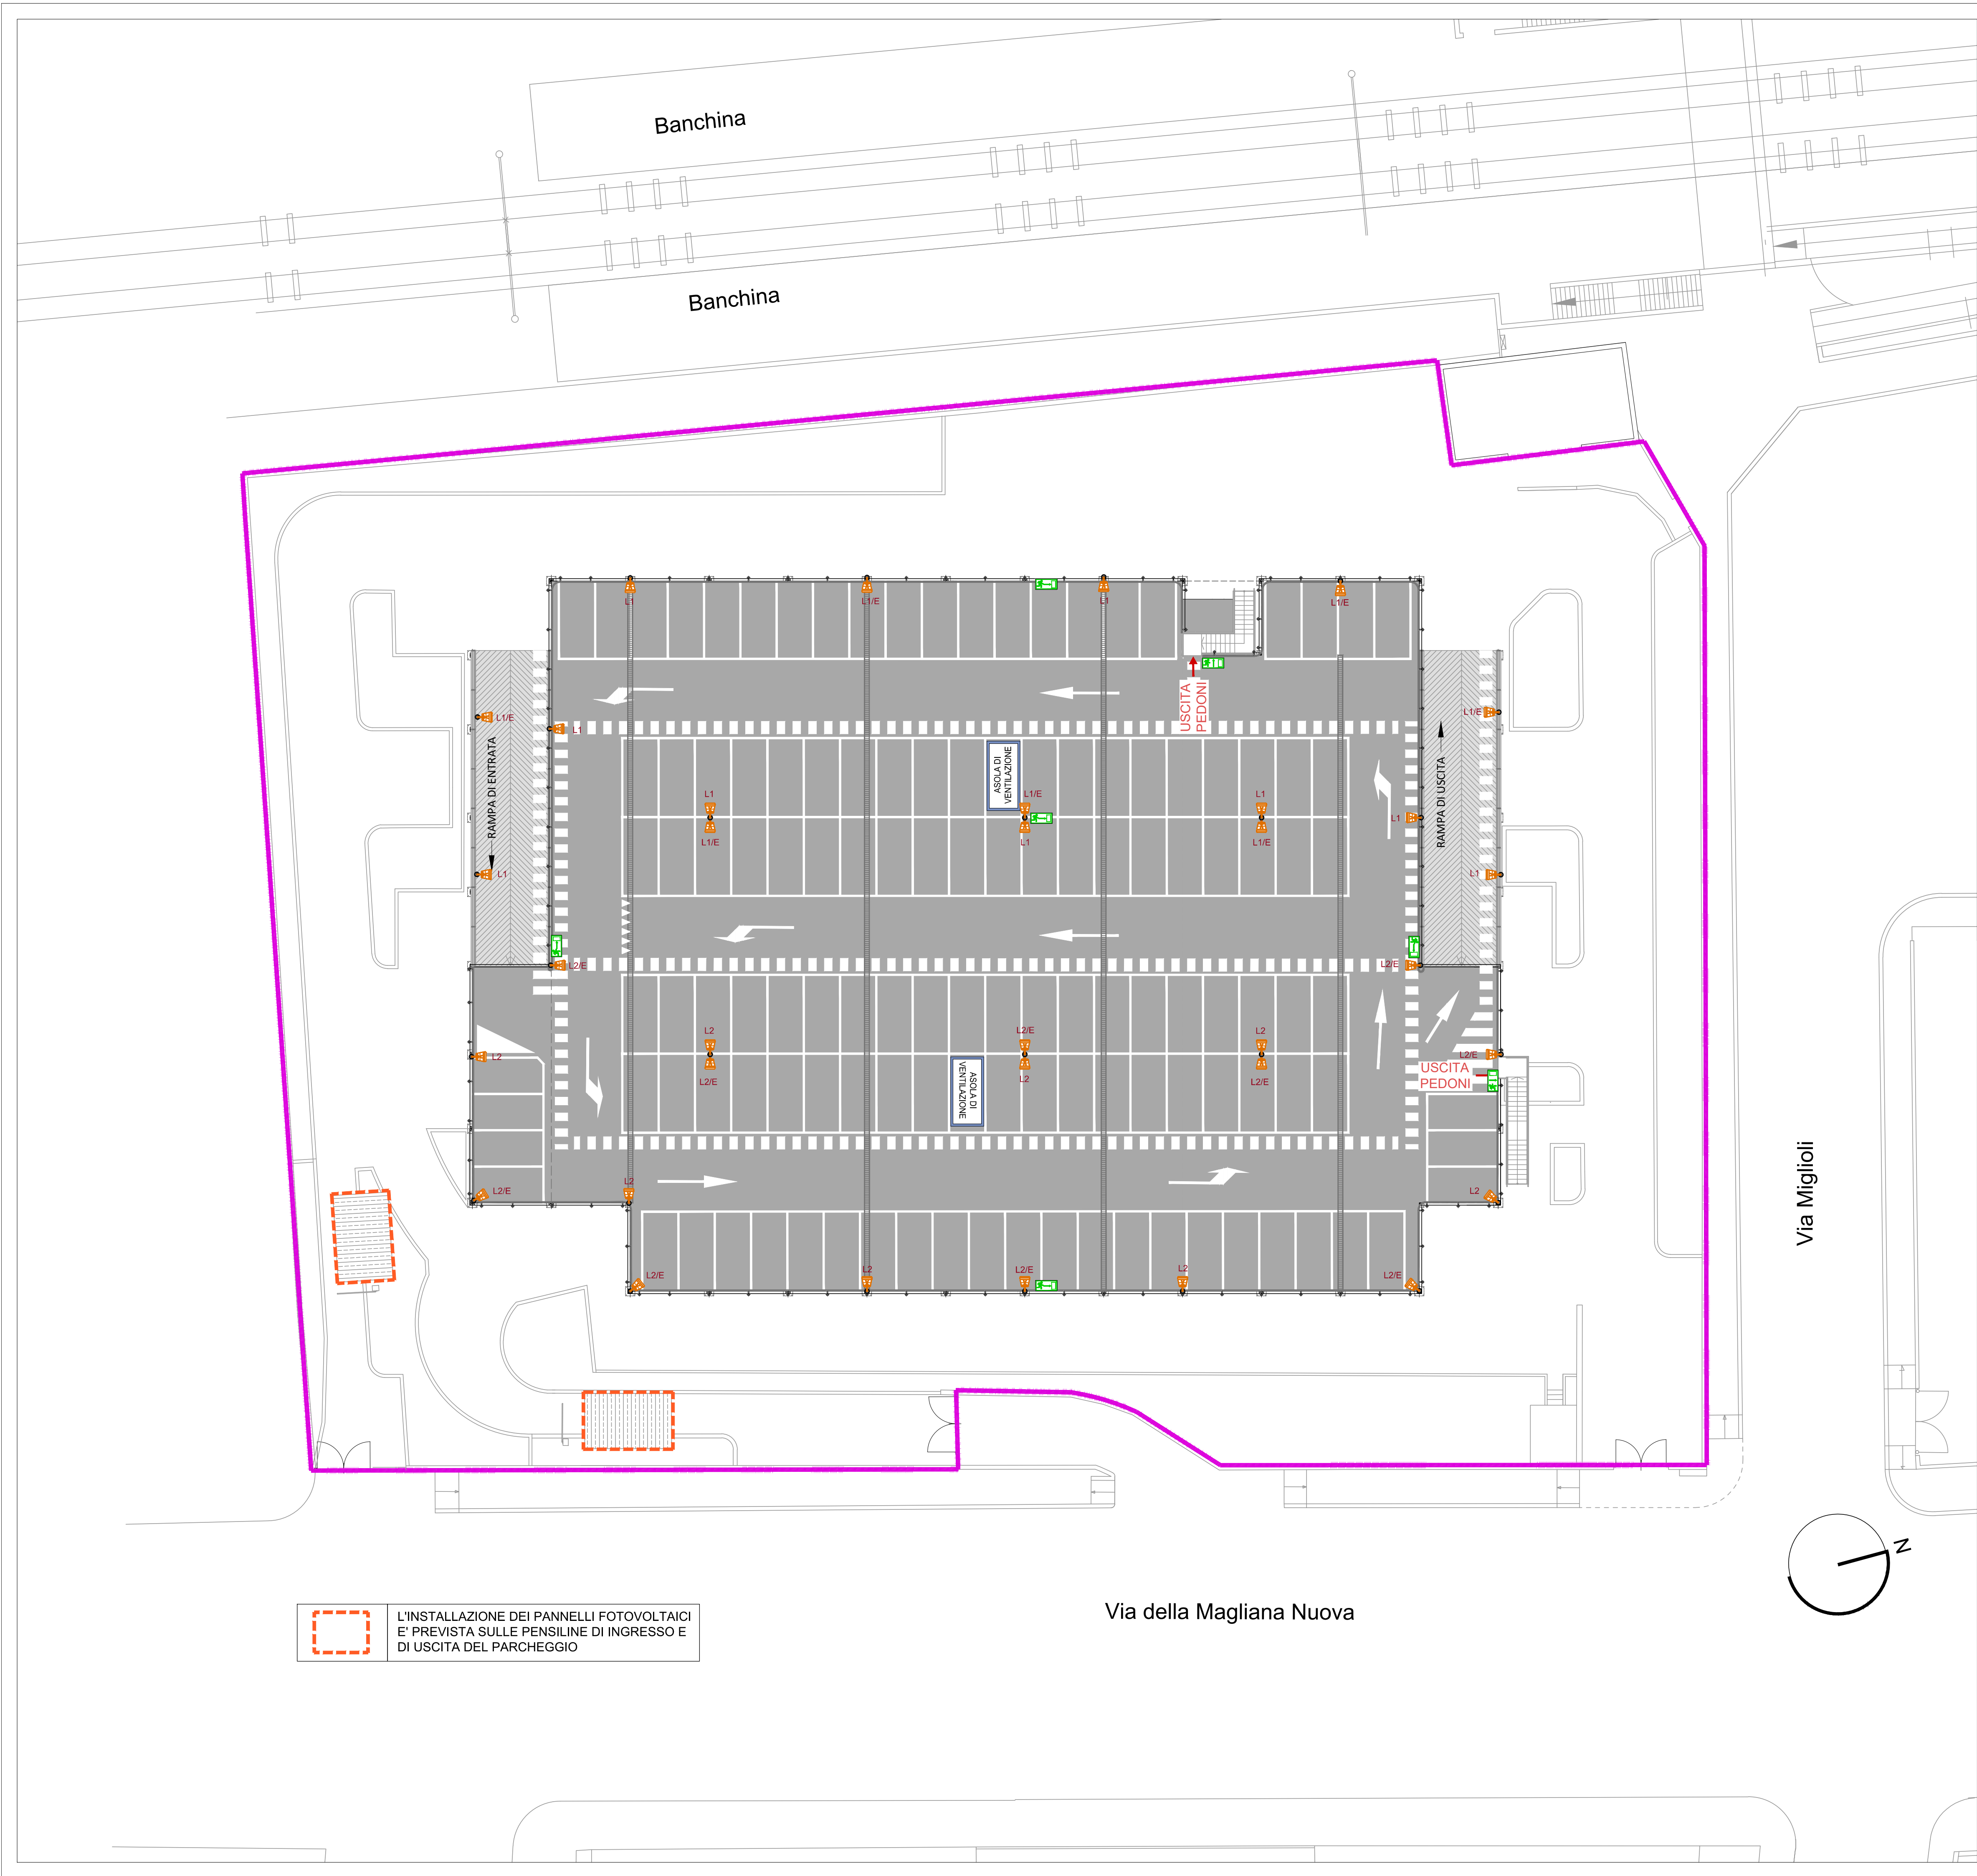 Banchina
Banchina
L1
L1/E
L1
L1/E
USCITA
PEDONI
L1/E
L1
L1/E
RAMPA DI ENTRATA
RAMPA DI USCITA
ASOLA DI
VENTILAZIONE
L1
L1/E
L1
L1/E
L1
L1/E
L1
L1
L1
L2/E
L2/E
L2
L2/E
L2
L2
L2/E
L2/E
L2
L2/E
ASOLA DI
VENTILAZIONE
USCITA
PEDONI
L2/E
L2
L2
L2/E
L2
L2/E
L2
L2/E
Via Miglioli
N
Via della Magliana Nuova
L'INSTALLAZIONE DEI PANNELLI FOTOVOLTAICI
E' PREVISTA SULLE PENSILINE DI INGRESSO E
DI USCITA DEL PARCHEGGIO